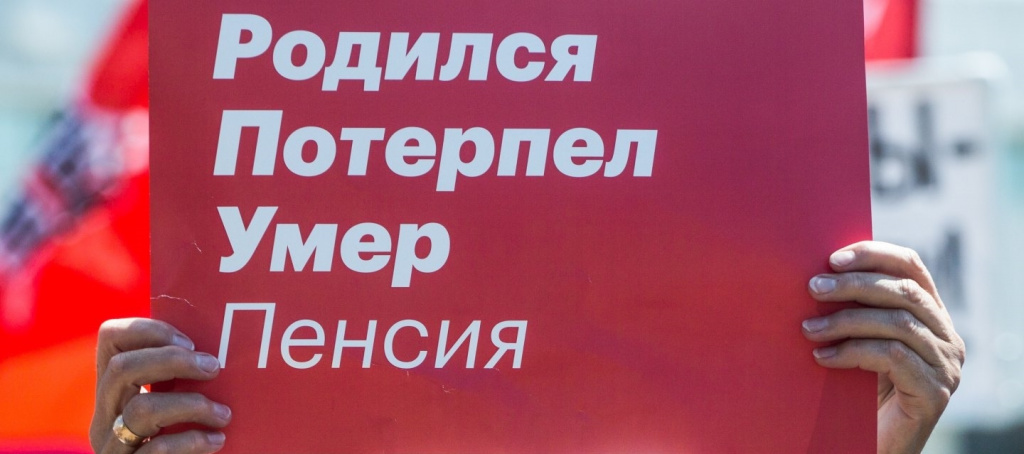 Родился
Потерпел
Умер
Пенсия